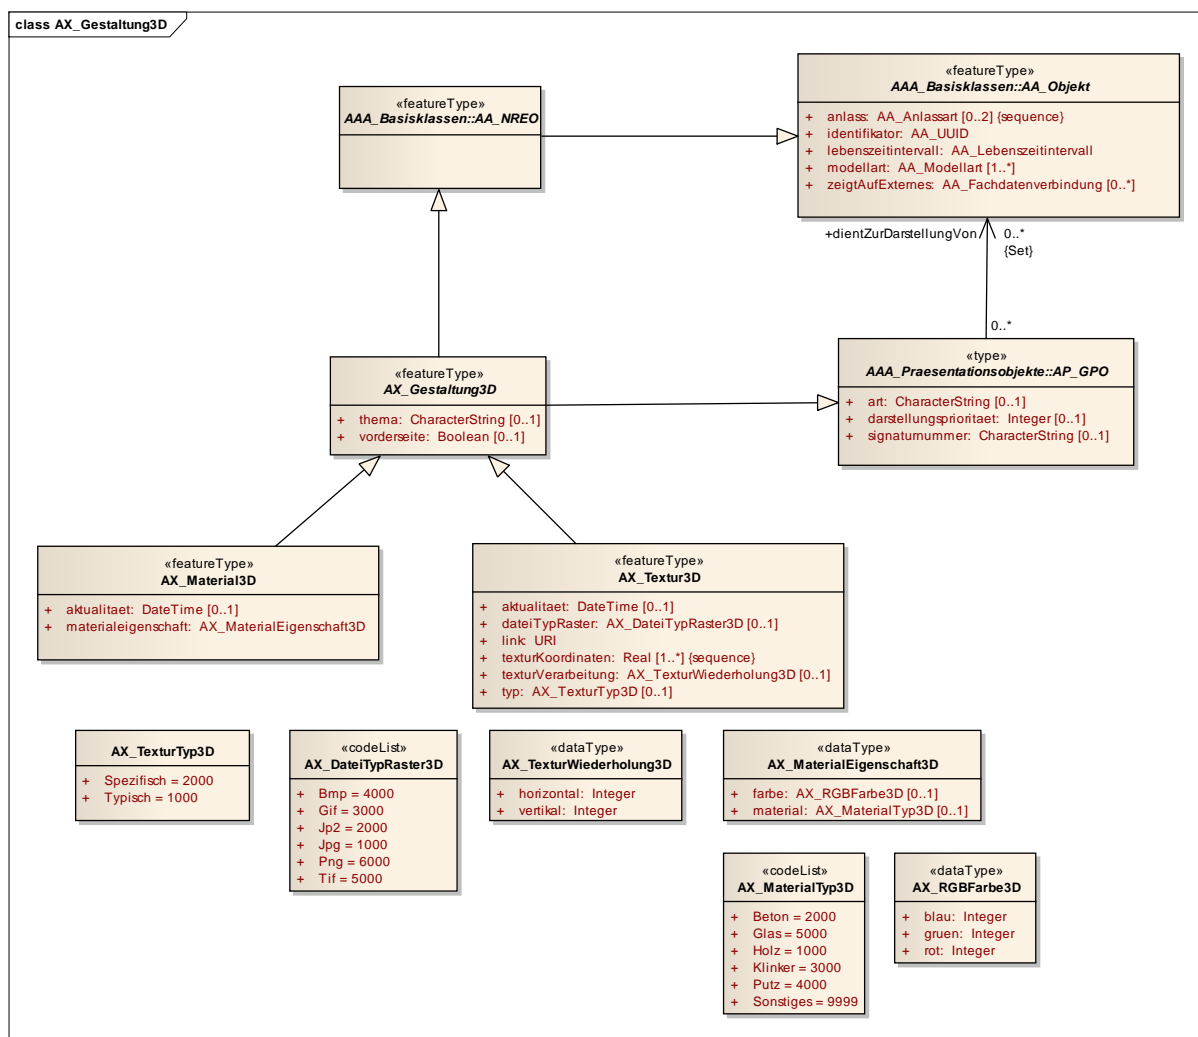 class AX_Gestaltung3D
«featureType»
AAA_Basisklassen::AA_NREO
«featureType»
AAA_Basisklassen::AA_Objekt
+ anlass: AA_Anlassart [0..2] {sequence}
+ identifikator: AA_UUID
+ lebenszeitintervall: AA_Lebenszeitintervall
+ modellart: AA_Modellart [1..*]
+ zeigtAufExternes: AA_Fachdatenverbindung [0..*]
+dientZurDarstellungVon 0..*
{Set}
0..*
«featureType»
AX_Gestaltung3D
+ thema: CharacterString [0..1]
+ vorderseite: Boolean [0..1]
«type»
AAA_Praesentationsobjekte::AP_GPO
+ art: CharacterString [0..1]
+ darstellungsprioritaet: Integer [0..1]
+ signaturnummer: CharacterString [0..1]
«featureType»
AX_Material3D
+ aktualitaet: DateTime [0..1]
+ materialeigenschaft: AX_MaterialEigenschaft3D
«featureType»
AX_Textur3D
+ aktualitaet: DateTime [0..1]
+ dateiTypRaster: AX_DateiTypRaster3D [0..1]
+ link: URI
+ texturKoordinaten: Real [1..*] {sequence}
+ texturVerarbeitung: AX_TexturWiederholung3D [0..1]
+ typ: AX_TexturTyp3D [0..1]
AX_TexturTyp3D
+ Spezifisch = 2000
+ Typisch = 1000
«codeList»
AX_DateiTypRaster3D
+ Bmp = 4000
+ Gif = 3000
+ Jp2 = 2000
+ Jpg = 1000
+ Png = 6000
+ Tif = 5000
«dataType»
AX_TexturWiederholung3D
+ horizontal: Integer
+ vertikal: Integer
«dataType»
AX_MaterialEigenschaft3D
+ farbe: AX_RGBFarbe3D [0..1]
+ material: AX_MaterialTyp3D [0..1]
«codeList»
AX_MaterialTyp3D
+ Beton = 2000
+ Glas = 5000
+ Holz = 1000
+ Klinker = 3000
+ Putz = 4000
+ Sonstiges = 9999
«dataType»
AX_RGBFarbe3D
+ blau: Integer
+ gruen: Integer
+ rot: Integer